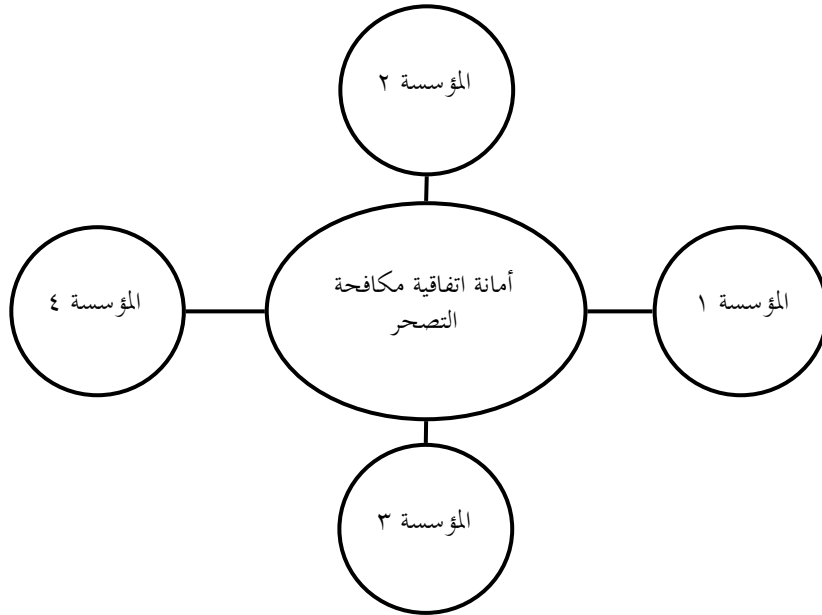 المؤسسة ٢
أمانة اتفاقية مكافحة
التصحر
المؤسسة ١
المؤسسة ٤
المؤسسة ٣